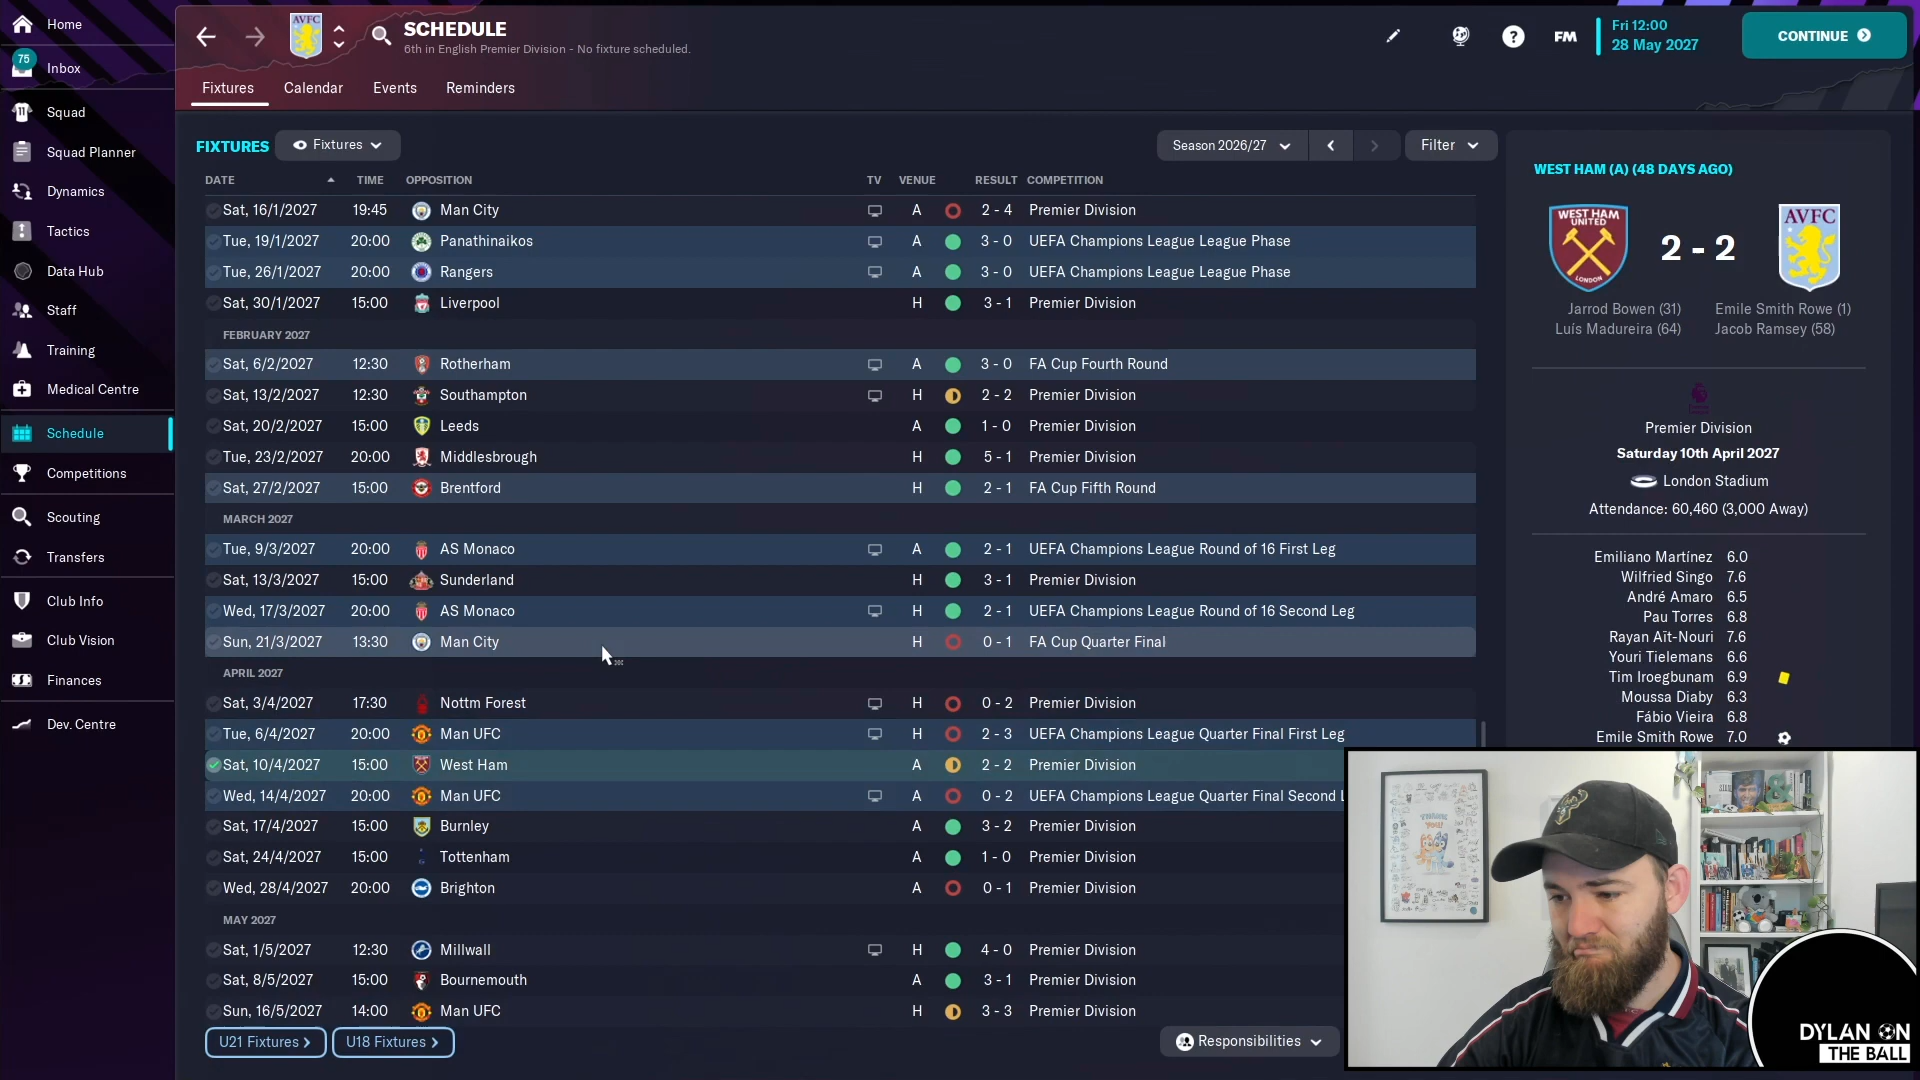 Home
75
Inbox
Squad
Squad Planner
Dynamics
Tactics
Data Hub
Staff
Training
Medical Centre
Schedule
Competitions
Scouting
Transfers
Club Info
Club Vision
Finances
Dev. Centre
AVFC
SCHEDULE
6th in English Premier Division - No fixture scheduled.
FM
Fri 12:00
28 May 2027
CONTINUE
Fixtures Calendar Events Reminders
FIXTURES Fixtures Season 2026/27 Filter
DATE TIME OPPOSITION TV VENUE RESULT COMPETITION
Sat, 16/1/2027 19:45 Man City A 2 - 4 Premier Division
Tue, 19/1/2027 20:00 Panathinaikos A 3 - 0 UEFA Champions League League Phase
Tue, 26/1/2027 20:00 Rangers A 3 - 0 UEFA Champions League League Phase
Sat, 30/1/2027 15:00 Liverpool H 3 - 1 Premier Division
FEBRUARY 2027
Sat, 6/2/2027 12:30 Rotherham A 3 - 0 FA Cup Fourth Round
Sat, 13/2/2027 12:30 Southampton H 2 - 2 Premier Division
Sat, 20/2/2027 15:00 Leeds A 1 - 0 Premier Division
Tue, 23/2/2027 20:00 Middlesbrough H 5 - 1 Premier Division
Sat, 27/2/2027 15:00 Brentford H 2 - 1 FA Cup Fifth Round
MARCH 2027
Tue, 9/3/2027 20:00 AS Monaco A 2 - 1 UEFA Champions League Round of 16 First Leg
Sat, 13/3/2027 15:00 Sunderland H 3 - 1 Premier Division
Wed, 17/3/2027 20:00 AS Monaco H 2 - 1 UEFA Champions League Round of 16 Second Leg
Sun, 21/3/2027 13:30 Man City H 0 - 1 FA Cup Quarter Final
APRIL 2027
Sat, 3/4/2027 17:30 Nottm Forest H 0 - 2 Premier Division
Tue, 6/4/2027 20:00 Man UFC H 2 - 3 UEFA Champions League Quarter Final First Leg
Sat, 10/4/2027 15:00 West Ham A 2 - 2 Premier Division
Wed, 14/4/2027 20:00 Man UFC A 0 - 2 UEFA Champions League Quarter Final Second L
Sat, 17/4/2027 15:00 Burnley A 3 - 2 Premier Division
Sat, 24/4/2027 15:00 Tottenham A 1 - 0 Premier Division
Wed, 28/4/2027 20:00 Brighton A 0 - 1 Premier Division
MAY 2027
Sat, 1/5/2027 12:30 Millwall H 4 - 0 Premier Division
Sat, 8/5/2027 15:00 Bournemouth A 3 - 1 Premier Division
Sun, 16/5/2027 14:00 Man UFC H 3 - 3 Premier Division
U21 Fixtures U18 Fixtures Responsibilities
WEST HAM (A) (48 DAYS AGO)
WEST HAM
UNITED
LONDON
2 - 2
AVFC
Jarrod Bowen (31) Emile Smith Rowe (1)
Luís Madureira (64) Jacob Ramsey (58)
Premier Division
Saturday 10th April 2027
London Stadium
Attendance: 60,460 (3,000 Away)
Emiliano Martínez 6.0
Wilfried Singo 7.6
André Amaro 6.5
Pau Torres 6.8
Rayan Aït-Nouri 7.6
Youri Tielemans 6.6
Tim Iroegbunam 6.9
Moussa Diaby 6.3
Fábio Vieira 6.8
Emile Smith Rowe 7.0
THANK
YOU!
DYLAN ON
THE BALL